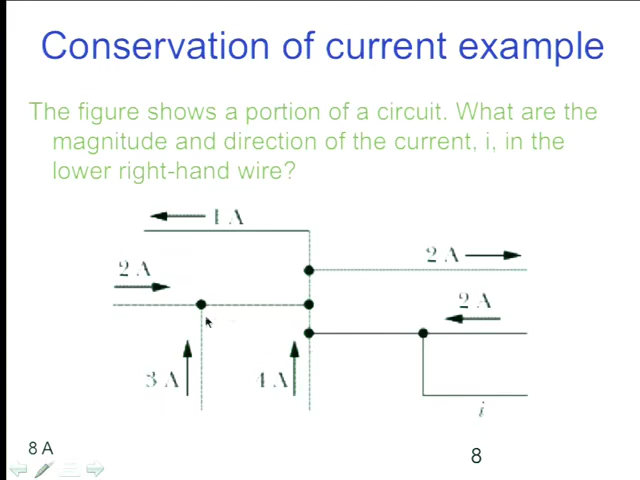 Conservation of current example
The figure shows a portion of a circuit. What are the
magnitude and direction of the current, i, in the
lower right-hand wire?
1 A
2 A
2 A
2 A
3 A
4 A
i
8 A
8